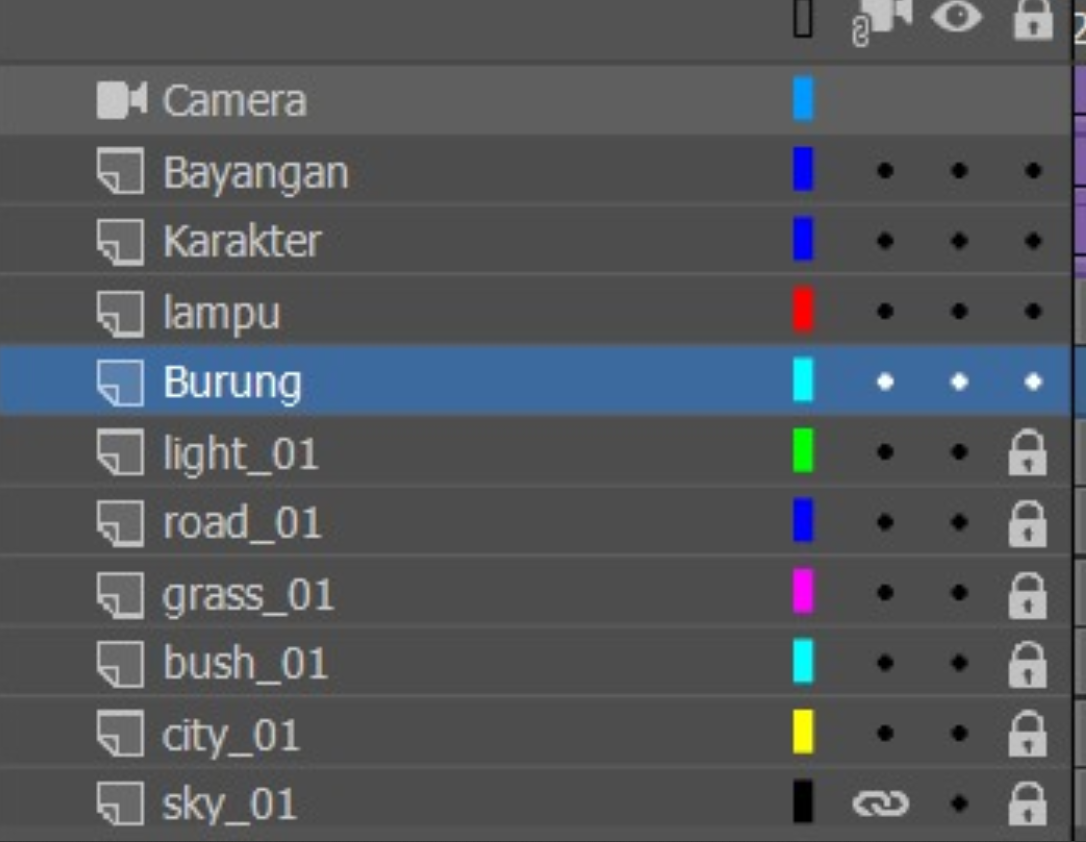 Camera
Bayangan
Karakter
lampu
Burung
light_01
road_01
grass_01
bush_01
city_01
sky_01